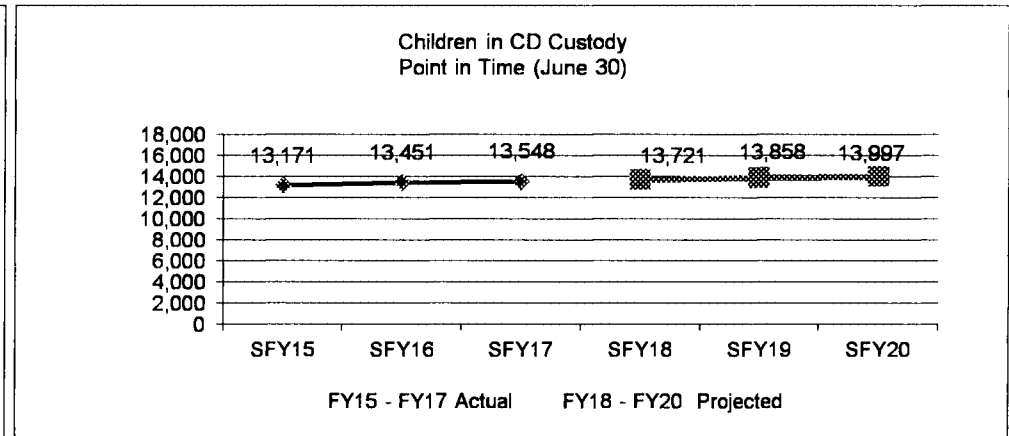 Children in CD Custody
Point in Time (June 30)
18,000
16,000
14,000
12,000
10,000
8,000
6,000
4,000
2,000
0
13,171 13,451 13,548 13,721 13,858 13,997
SFY15 SFY16 SFY17 SFY18 SFY19 SFY20
FY15 - FY17 Actual FY18 - FY20 Projected